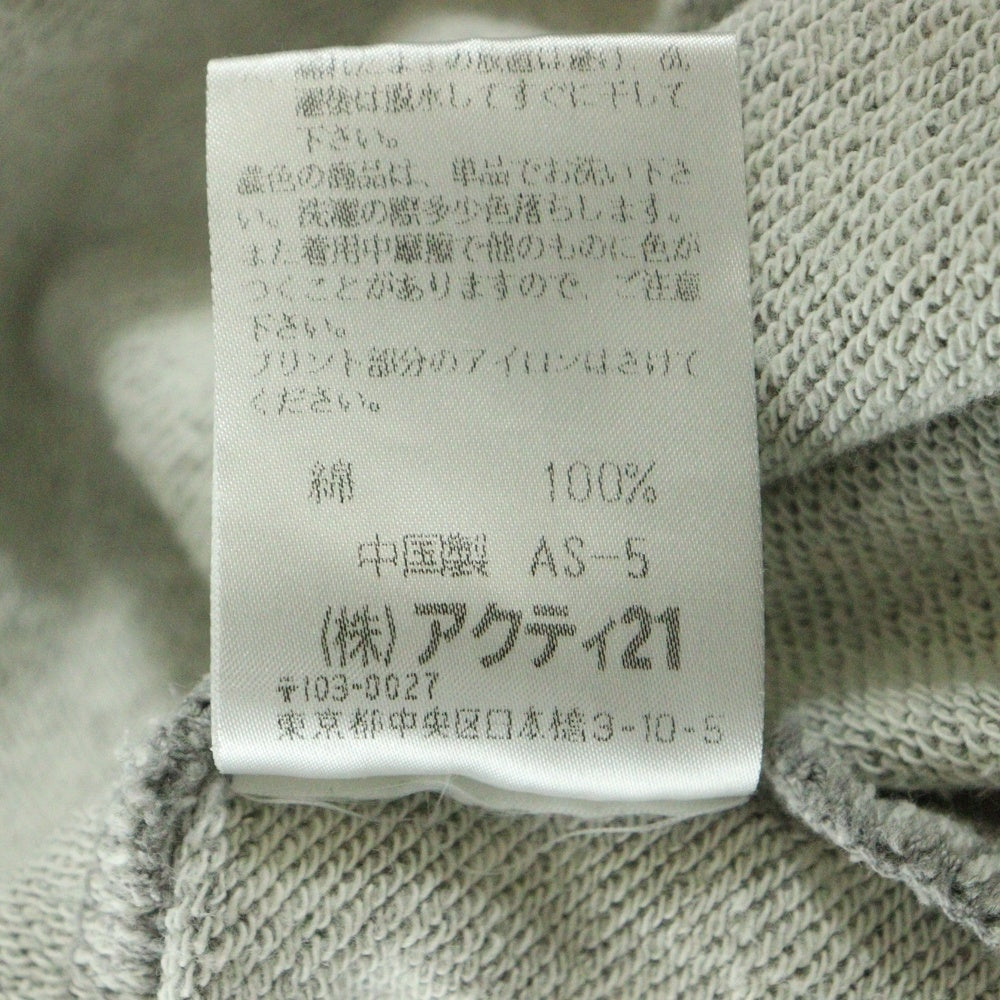 濡れたままの放置は避け、洗
濯後は脱水してすぐに干して
下さい。
濃色の商品は、単品でお洗い下さ
い。洗濯の際多少色落ちします。
また着用中摩擦で他のものに色が
つくことがありますので、ご注意
下さい。
プリント部分のアイロンはさけて
ください。
綿 100%
中国製 AS-5
(株)アクティ21
〒103-0027
東京都中央区日本橋3-10-5